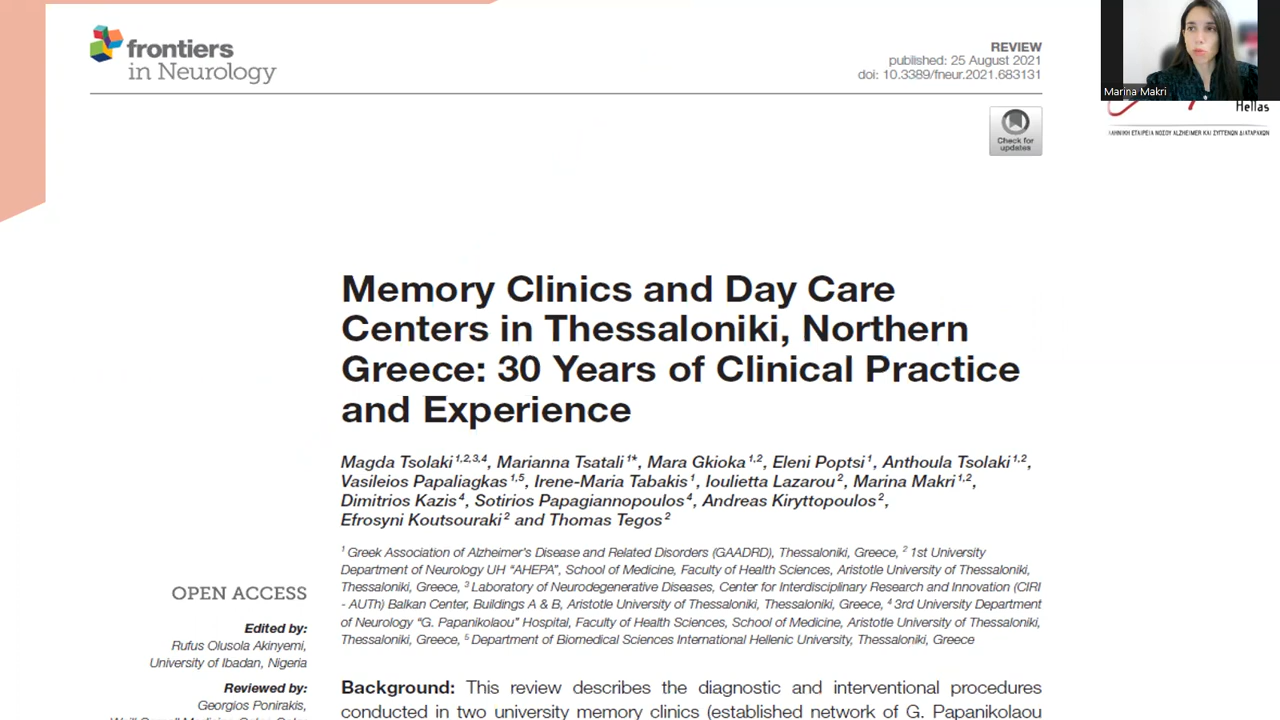 frontiers
in Neurology
REVIEW
published: 25 August 2021
doi: 10.3389/fneur.2021.683131
Marina Makri
Hellas
ΛΛΗΝΙΚΗ ΕΤΑΙΡΕΙΑ ΝΟΣΟΥ ALZHEIMER ΚΑΙ ΣΥΓΓΕΝΩΝ ΔΙΑΤΑΡΑΧΩΝ
Check for
updates
Memory Clinics and Day Care
Centers in Thessaloniki, Northern
Greece: 30 Years of Clinical Practice
and Experience
Magda Tsolaki 1,2,3,4, Marianna Tsatali 1*, Mara Gkioka 1,2, Eleni Poptsi 1, Anthoula Tsolaki 1,2,
Vasileios Papaliagkas 1,5, Irene-Maria Tabakis 1, Ioulietta Lazarou 2, Marina Makri 1,2,
Dimitrios Kazis 4, Sotirios Papagiannopoulos 4, Andreas Kiryttopoulos 2,
Efrosyni Koutsouraki 2 and Thomas Tegos 2
1 Greek Association of Alzheimer's Disease and Related Disorders (GAADRD), Thessaloniki, Greece, 2 1st University
Department of Neurology UH "AHEPA", School of Medicine, Faculty of Health Sciences, Aristotle University of Thessaloniki,
Thessaloniki, Greece, 3 Laboratory of Neurodegenerative Diseases, Center for Interdisciplinary Research and Innovation (CIRI
- AUTh) Balkan Center, Buildings A & B, Aristotle University of Thessaloniki, Thessaloniki, Greece, 4 3rd University Department
of Neurology "G. Papanikolaou" Hospital, Faculty of Health Sciences, School of Medicine, Aristotle University of Thessaloniki,
Thessaloniki, Greece, 5 Department of Biomedical Sciences International Hellenic University, Thessaloniki, Greece
OPEN ACCESS
Edited by:
Rufus Olusola Akinyemi,
University of Ibadan, Nigeria
Reviewed by:
Georgios Ponirakis,
Background: This review describes the diagnostic and interventional procedures
conducted in two university memory clinics (established network of G. Papanikolaou